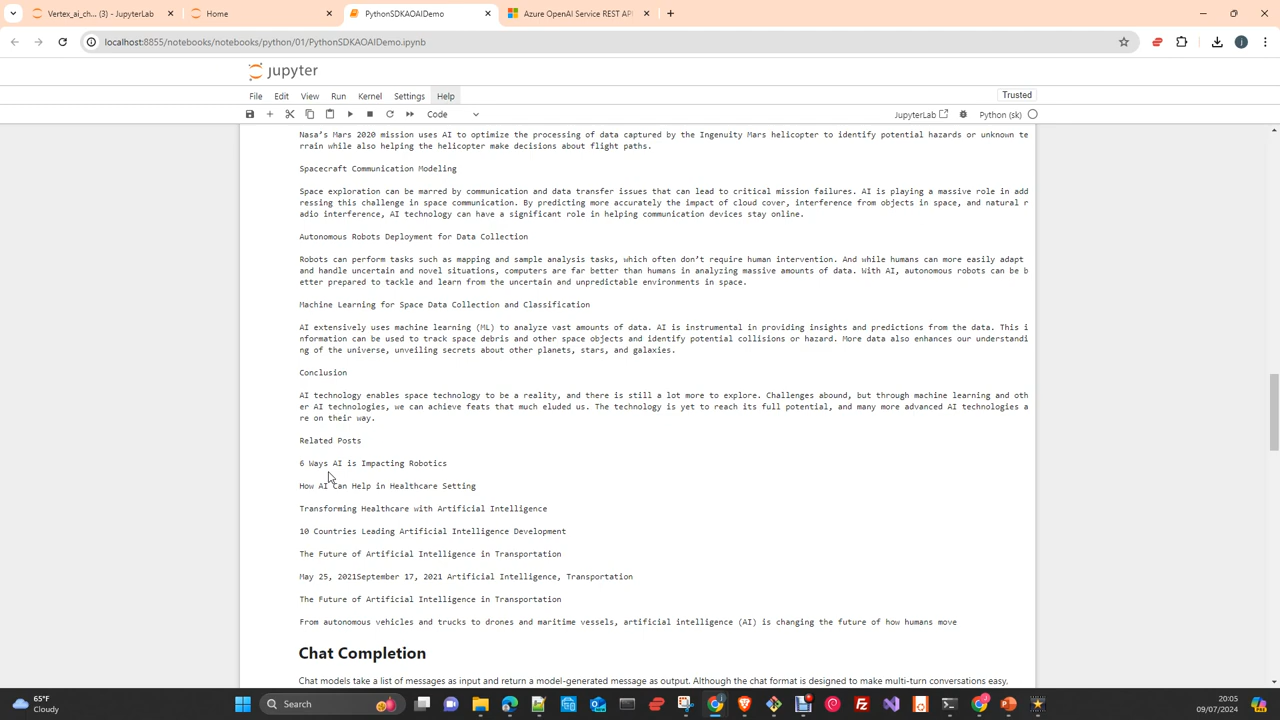 Vertex_ai_ch... (3) - JupyterLab
Home
PythonSDKAOAIDemo
Azure OpenAI Service REST API
localhost:8855/notebooks/notebooks/python/01/PythonSDKAOAIDemo.ipynb
jupyter
File Edit View Run Kernel Settings Help
Trusted
Code
JupyterLab
Python (sk)
Nasa's Mars 2020 mission uses AI to optimize the processing of data captured by the Ingenuity Mars helicopter to identify potential hazards or unknown te
rrain while also helping the helicopter make decisions about flight paths.
Spacecraft Communication Modeling
Space exploration can be marred by communication and data transfer issues that can lead to critical mission failures. AI is playing a massive role in add
ressing this challenge in space communication. By predicting more accurately the impact of cloud cover, interference from objects in space, and natural r
adio interference, AI technology can have a significant role in helping communication devices stay online.
Autonomous Robots Deployment for Data Collection
Robots can perform tasks such as mapping and sample analysis tasks, which often don't require human intervention. And while humans can more easily adapt
and handle uncertain and novel situations, computers are far better than humans in analyzing massive amounts of data. With AI, autonomous robots can be b
etter prepared to tackle and learn from the uncertain and unpredictable environments in space.
Machine Learning for Space Data Collection and Classification
AI extensively uses machine learning (ML) to analyze vast amounts of data. AI is instrumental in providing insights and predictions from the data. This i
nformation can be used to track space debris and other space objects and identify potential collisions or hazard. More data also enhances our understandi
ng of the universe, unveiling secrets about other planets, stars, and galaxies.
Conclusion
AI technology enables space technology to be a reality, and there is still a lot more to explore. Challenges abound, but through machine learning and oth
er AI technologies, we can achieve feats that much eluded us. The technology is yet to reach its full potential, and many more advanced AI technologies a
re on their way.
Related Posts
6 Ways AI is Impacting Robotics
How AI Can Help in Healthcare Setting
Transforming Healthcare with Artificial Intelligence
10 Countries Leading Artificial Intelligence Development
The Future of Artificial Intelligence in Transportation
May 25, 2021September 17, 2021 Artificial Intelligence, Transportation
The Future of Artificial Intelligence in Transportation
From autonomous vehicles and trucks to drones and maritime vessels, artificial intelligence (AI) is changing the future of how humans move
Chat Completion
Chat models take a list of messages as input and return a model-generated message as output. Although the chat format is designed to make multi-turn conversations easy.
65°F
Cloudy
Search
20:05
09/07/2024